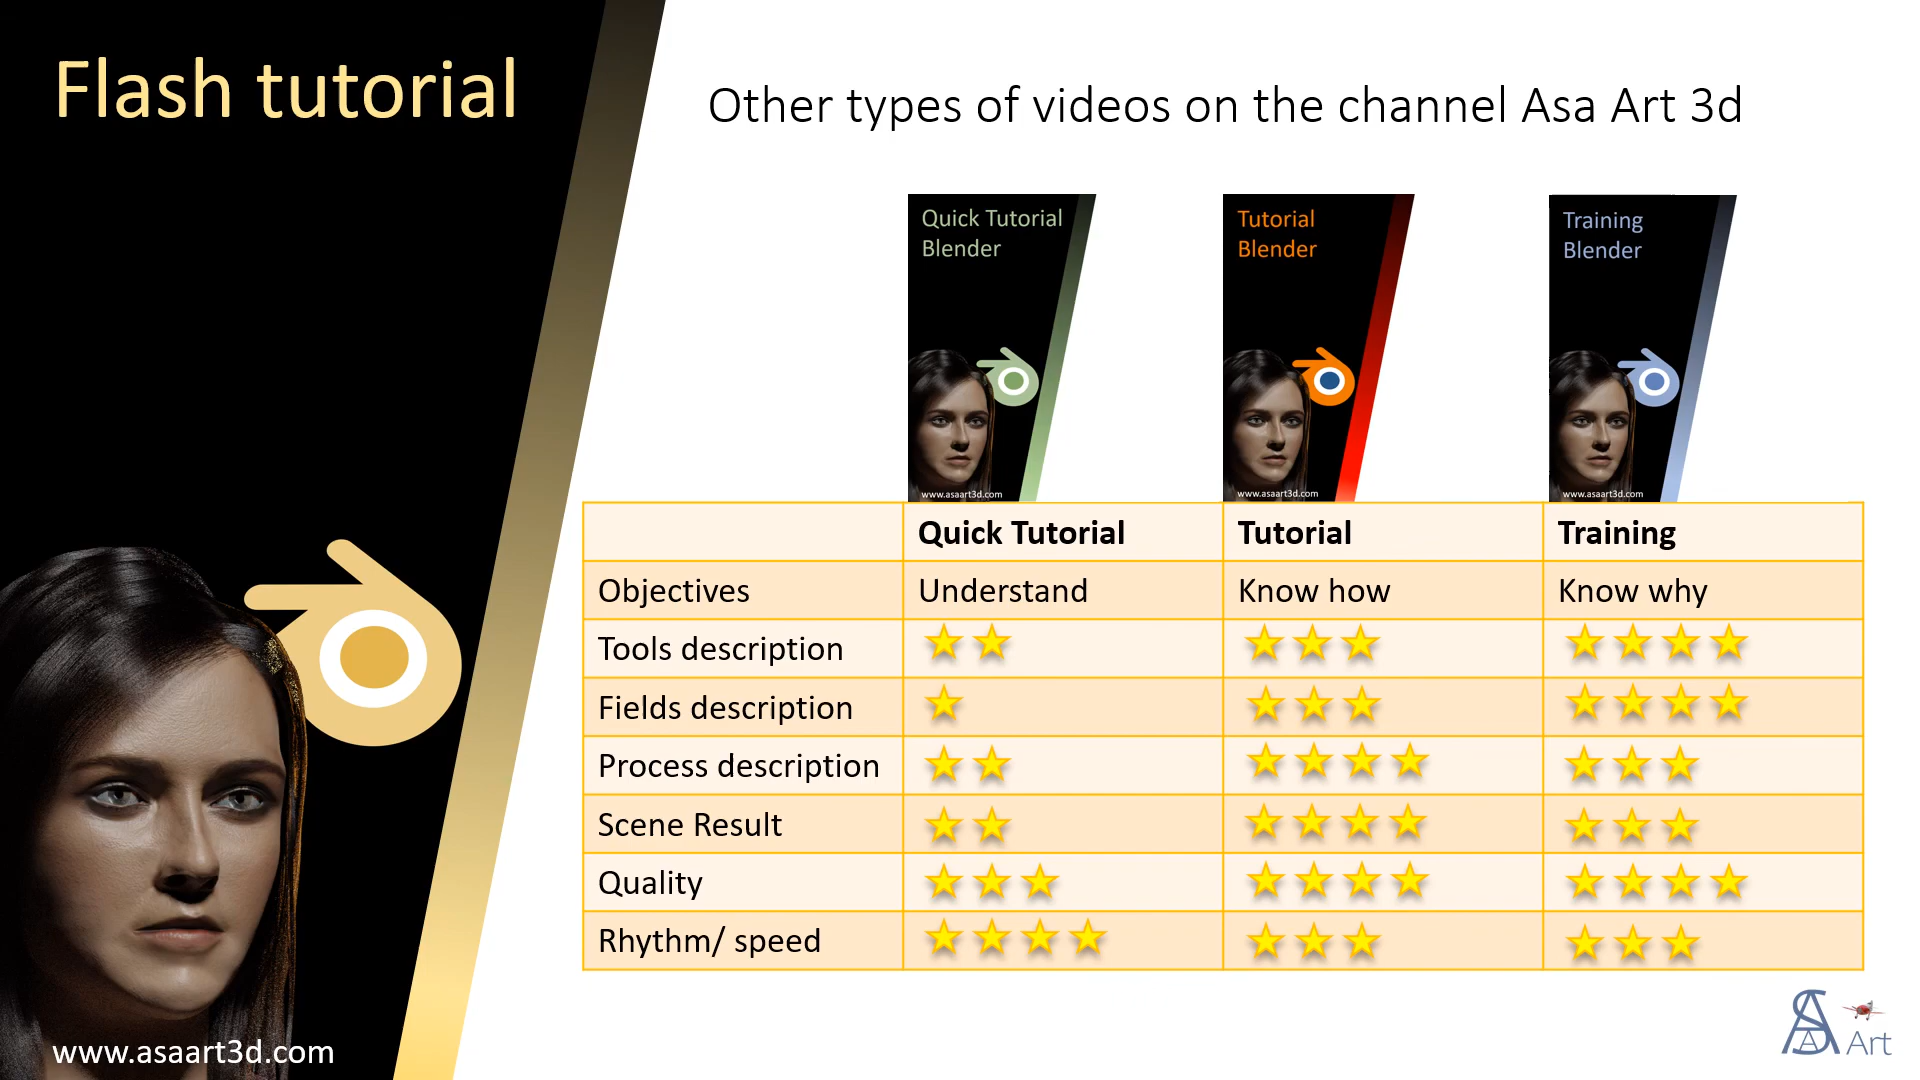 Flash tutorial
Other types of videos on the channel Asa Art 3d
Quick Tutorial
Blender
www.asaart3d.com
Tutorial
Blender
www.asaart3d.com
Training
Blender
www.asaart3d.com
Quick Tutorial Tutorial Training
Objectives Understand Know how Know why
Tools description
Fields description
Process description
Scene Result
Quality
Rhythm/ speed
www.asaart3d.com
ASA Art